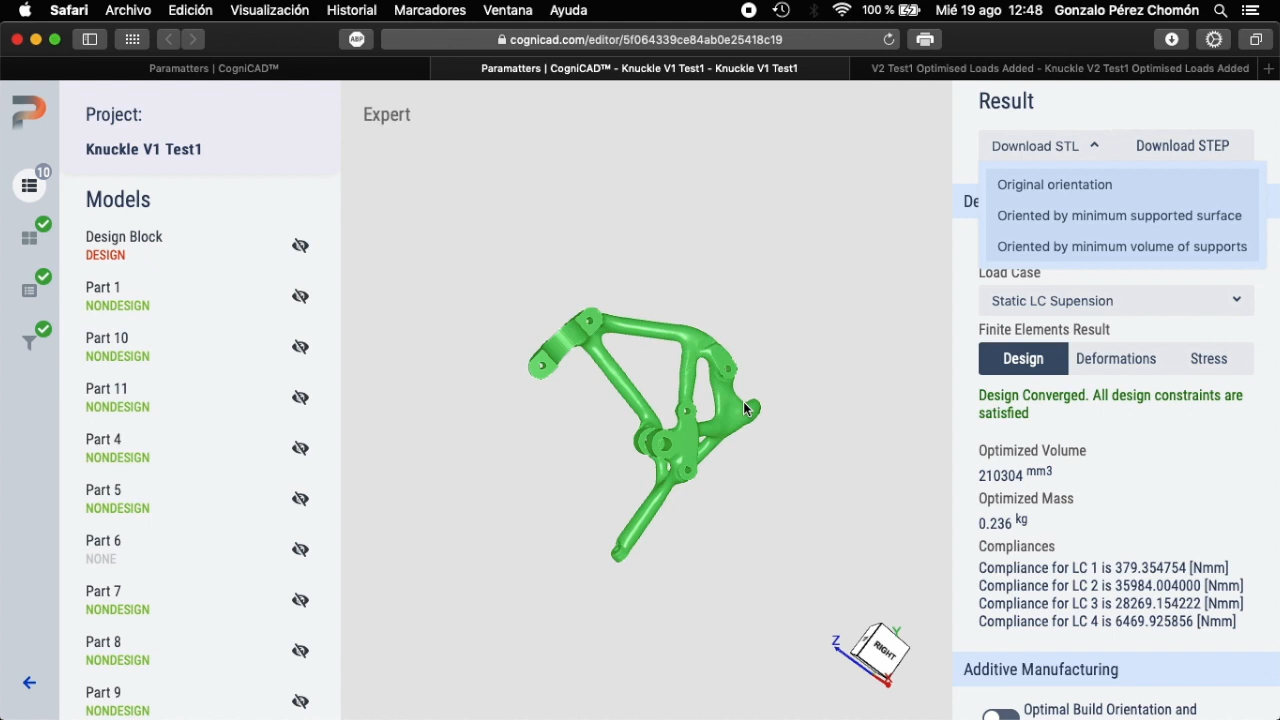 Safari Archivo Edición Visualización Historial Marcadores Ventana Ayuda
100 % Mié 19 ago 12:48 Gonzalo Pérez Chomón
ABP
cognicad.com/editor/5f064339ce84ab0e25418c19
Paramatters | CogniCAD™
Paramatters | CogniCAD™ - Knuckle V1 Test1 - Knuckle V1 Test1
V2 Test1 Optimised Loads Added - Knuckle V2 Test1 Optimised Loads Added
10
Project:
Knuckle V1 Test1
Models
Design Block
DESIGN
Part 1
NONDESIGN
Part 10
NONDESIGN
Part 11
NONDESIGN
Part 4
NONDESIGN
Part 5
NONDESIGN
Part 6
NONE
Part 7
NONDESIGN
Part 8
NONDESIGN
Part 9
NONDESIGN
Expert
Z
Y
X
RIGHT
Result
Download STL
Download STEP
De
Original orientation
Oriented by minimum supported surface
Oriented by minimum volume of supports
Load Case
Static LC Supension
Finite Elements Result
Design Deformations Stress
Design Converged. All design constraints are
satisfied
Optimized Volume
210304 mm3
Optimized Mass
0.236 kg
Compliances
Compliance for LC 1 is 379.354754 [Nmm]
Compliance for LC 2 is 35984.004000 [Nmm]
Compliance for LC 3 is 28269.154222 [Nmm]
Compliance for LC 4 is 6469.925856 [Nmm]
Additive Manufacturing
Optimal Build Orientation and